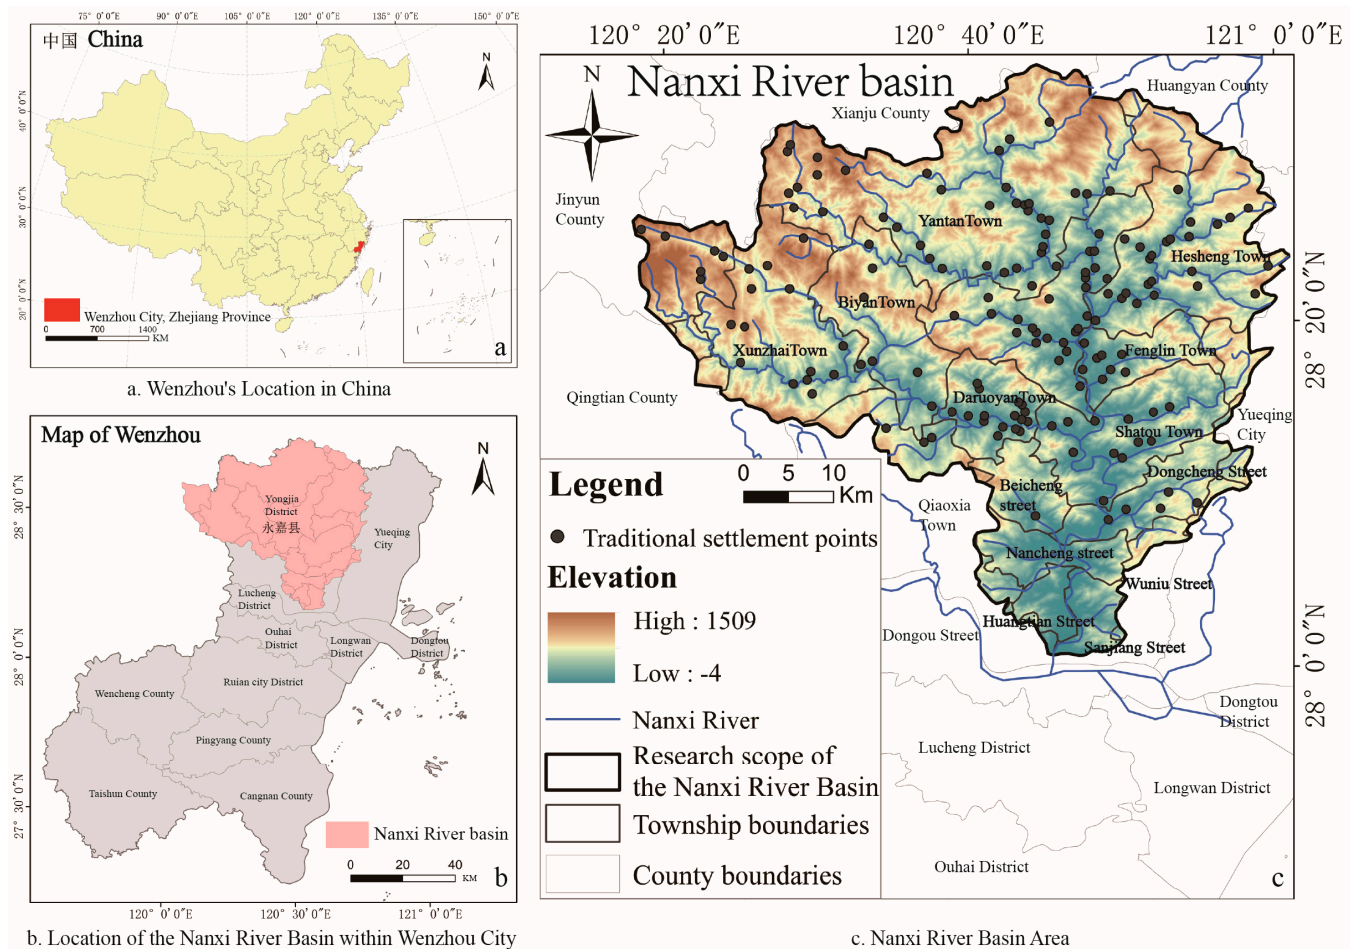 75° 0′0″E 90° 0′0″E 105° 0′0″E 120° 0′0″E 135° 0′0″E 150° 0′0″E
中国 China
N
40° 0′0″N
30° 0′0″N
20° 0′0″N
Wenzhou City, Zhejiang Province
0 700 1400
KM
a
a. Wenzhou's Location in China
Map of Wenzhou
N
28° 30′0″N
28° 0′0″N
27° 30′0″N
Yongjia
District
永嘉县
Yueqing
City
Lucheng
District
Ouhai
District
Longwan
District
Dongtou
District
Wencheng County
Ruian city District
Pingyang County
Taishun County
Cangnan County
Nanxi River basin
0 20 40
KM
b
120° 0′0″E 120° 30′0″E 121° 0′0″E
b. Location of the Nanxi River Basin within Wenzhou City
120° 20′0″E 120° 40′0″E 121° 0′0″E
N
Nanxi River basin
Huangyan County
Xianju County
Jinyun
County
YantanTown
Hesheng Town
BiyanTown
XunzhaiTown
Fenglin Town
Qingtian County
DaruoyanTown
Yueqing
City
Shatou Town
Dongcheng Street
Beicheng
street
Qiaoxia
Town
Nancheng street
Wuniu Street
Huangtian Street
Dongou Street
Sanjiang Street
Dongtou
District
Lucheng District
Longwan District
Ouhai District
28° 20′0″N
28° 0′0″N
Legend
0 5 10
Km
Traditional settlement points
Elevation
High : 1509
Low : -4
Nanxi River
Research scope of
the Nanxi River Basin
Township boundaries
County boundaries
c
c. Nanxi River Basin Area